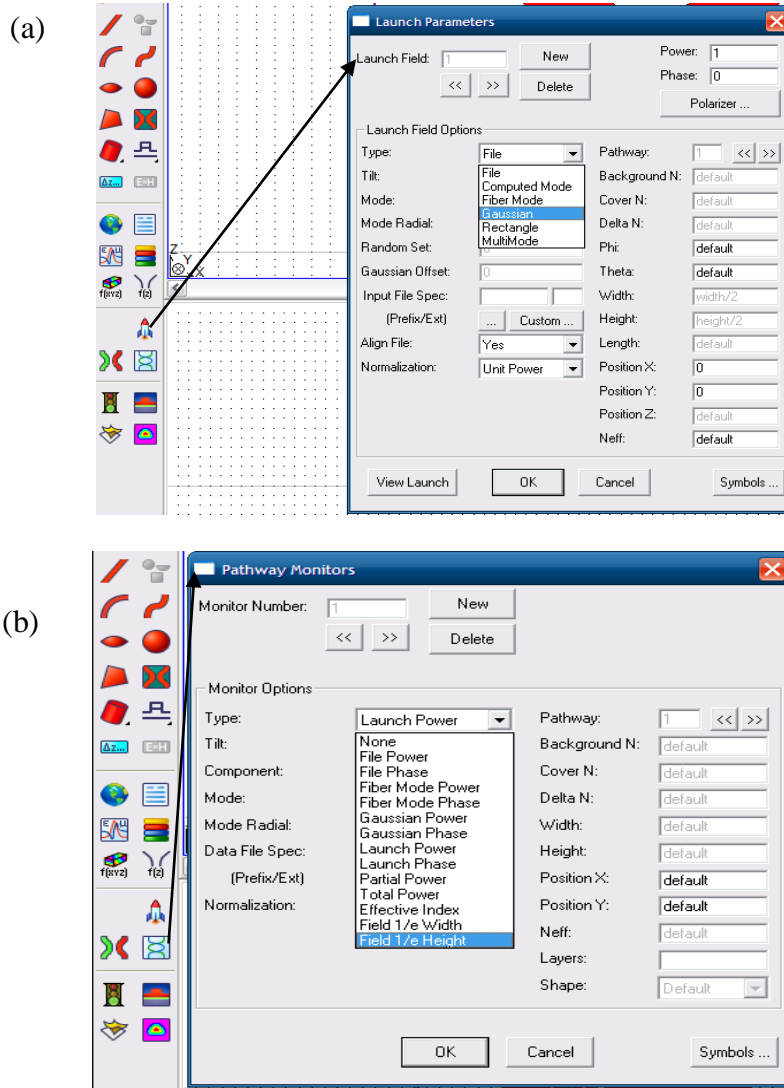 (a)
Launch Parameters
Launch Field: 1 New Power: 1
<< >> Delete Phase: 0
Polarizer ...
Launch Field Options
Type: File Pathway: 1 << >>
Tilt: File Background N: default
Computed Mode
Mode: Fiber Mode Cover N: default
Gaussian
Mode Radial: Rectangle Delta N: default
MultiMode
Random Set: 0 Phi: default
Gaussian Offset: 0 Theta: default
Input File Spec: Width: width/2
(Prefix/Ext) ... Custom ... Height: height/2
Align File: Yes Length: default
Normalization: Unit Power Position X: 0
Position Y: 0
Position Z: default
Neff: default
View Launch OK Cancel Symbols ...
Δz... E×H
f(xyz) f(z)
Z
Y
X
<
(b)
Pathway Monitors
Monitor Number: 1 New
<< >> Delete
Monitor Options
Type: Launch Power Pathway: 1 << >>
Tilt: None Background N: default
File Power
Component: File Phase Cover N: default
Fiber Mode Power
Mode: Fiber Mode Phase Delta N: default
Gaussian Power
Mode Radial: Gaussian Phase Width: default
Launch Power
Data File Spec: Launch Phase Height: default
(Prefix/Ext) Partial Power Position X: default
Total Power
Normalization: Effective Index Position Y: default
Field 1/e Width
Field 1/e Height Neff: default
Layers:
Shape: Default
OK Cancel Symbols ...
Δz... E×H
f(xyz) f(z)